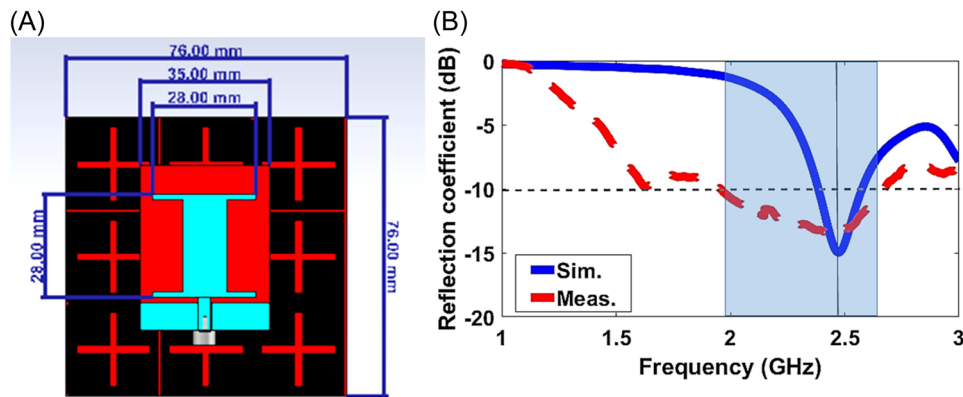 (A)
76.00 mm
35.00 mm
28.00 mm
28.00 mm
76.00 mm
(B)
Reflection coefficient (dB)
0
-5
-10
-15
-20
Sim.
Meas.
1
1.5
2
2.5
3
Frequency (GHz)